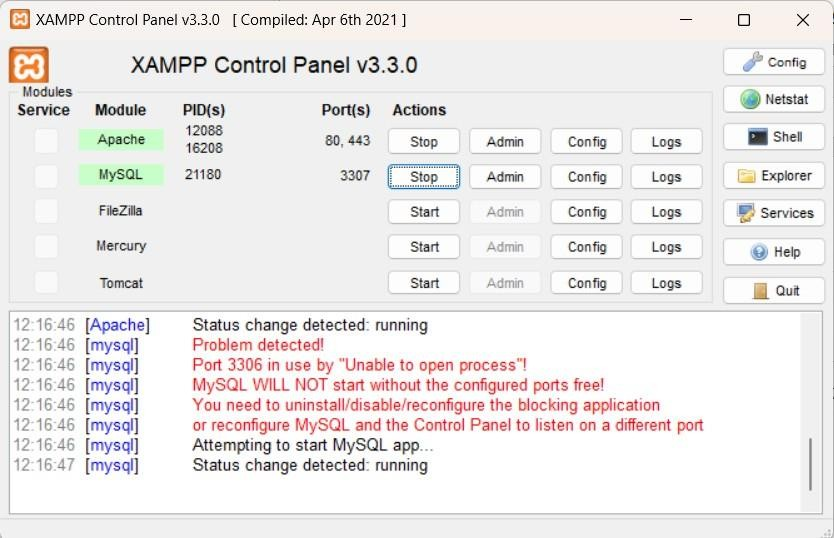 XAMPP Control Panel v3.3.0 [ Compiled: Apr 6th 2021 ]
XAMPP Control Panel v3.3.0
Config
Modules
Service Module PID(s) Port(s) Actions
Netstat
Apache 12088 16208 80, 443 Stop Admin Config Logs
Shell
MySQL 21180 3307 Stop Admin Config Logs
Explorer
FileZilla Start Admin Config Logs
Services
Mercury Start Admin Config Logs
Help
Tomcat Start Admin Config Logs
Quit
12:16:46 [Apache] Status change detected: running
12:16:46 [mysql] Problem detected!
12:16:46 [mysql] Port 3306 in use by "Unable to open process"!
12:16:46 [mysql] MySQL WILL NOT start without the configured ports free!
12:16:46 [mysql] You need to uninstall/disable/reconfigure the blocking application
12:16:46 [mysql] or reconfigure MySQL and the Control Panel to listen on a different port
12:16:46 [mysql] Attempting to start MySQL app...
12:16:47 [mysql] Status change detected: running